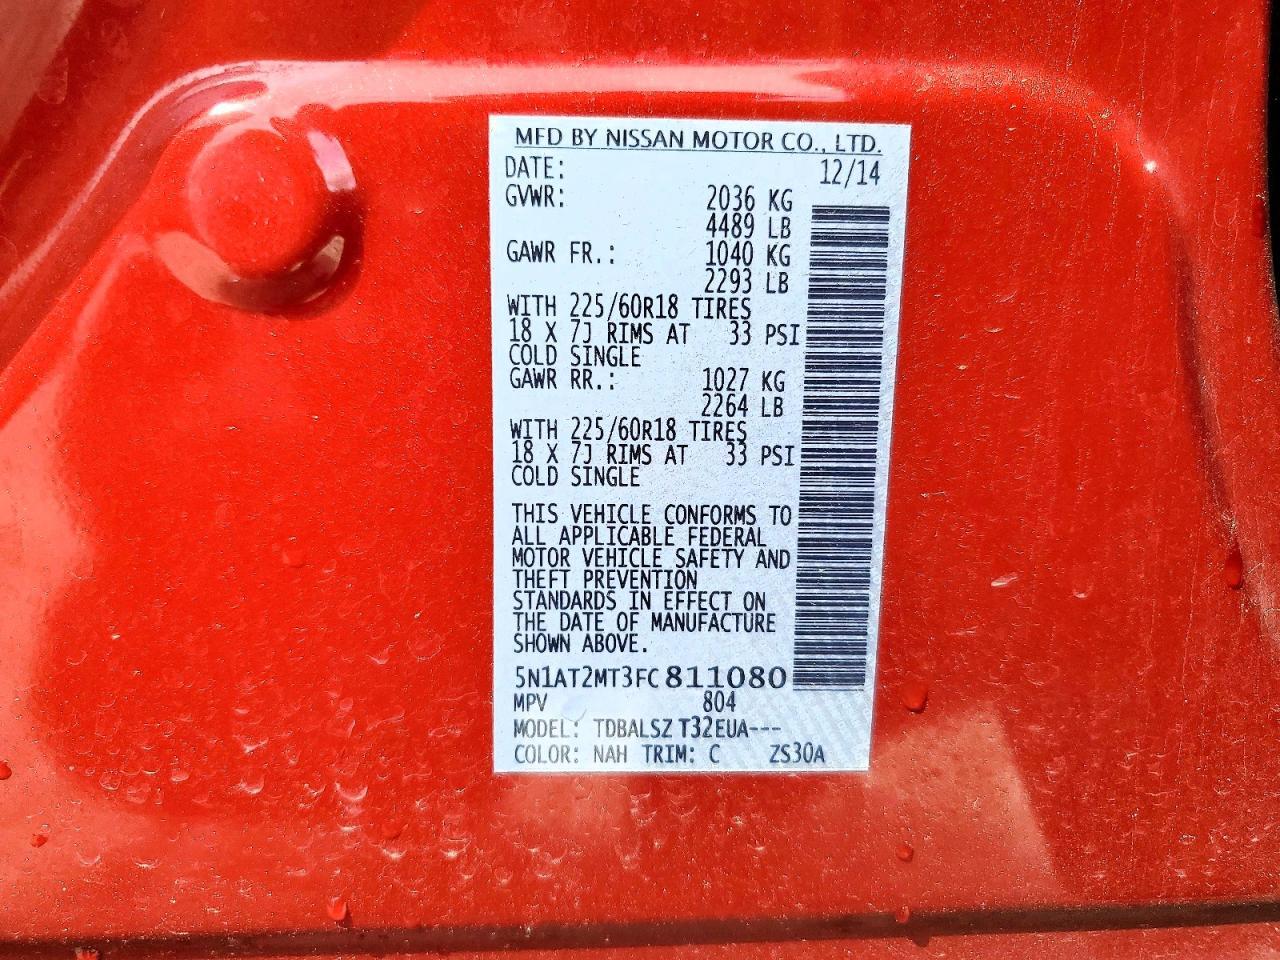 MFD BY NISSAN MOTOR CO., LTD.
DATE: 12/14
GVWR: 2036 KG
4489 LB
GAWR FR.: 1040 KG
2293 LB
WITH 225/60R18 TIRES
18 X 7J RIMS AT 33 PSI
COLD SINGLE
GAWR RR.: 1027 KG
2264 LB
WITH 225/60R18 TIRES
18 X 7J RIMS AT 33 PSI
COLD SINGLE
THIS VEHICLE CONFORMS TO
ALL APPLICABLE FEDERAL
MOTOR VEHICLE SAFETY AND
THEFT PREVENTION
STANDARDS IN EFFECT ON
THE DATE OF MANUFACTURE
SHOWN ABOVE.
5N1AT2MT3FC811080
MPV 804
MODEL: TDBALSZ T32EUA---
COLOR: NAH TRIM: C ZS30A